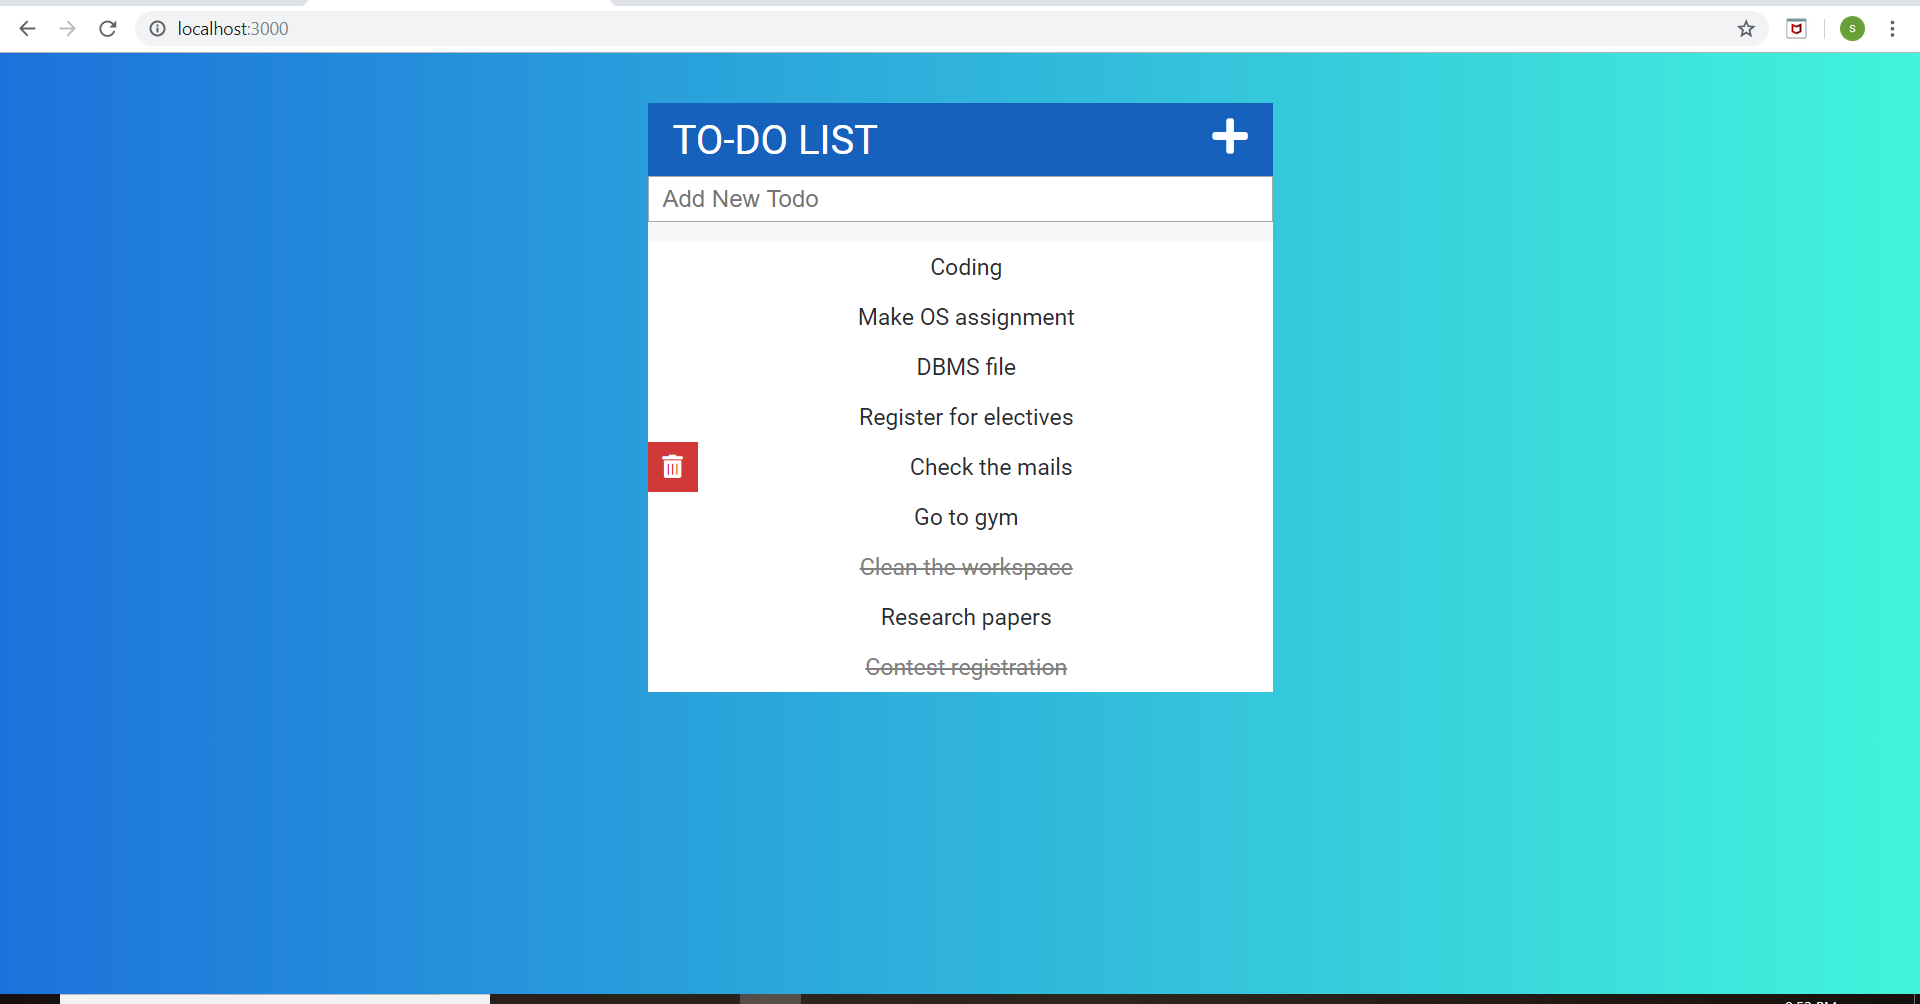 localhost:3000
S
TO-DO LIST
Add New Todo
Coding
Make OS assignment
DBMS file
Register for electives
Check the mails
Go to gym
Clean the workspace
Research papers
Contest registration